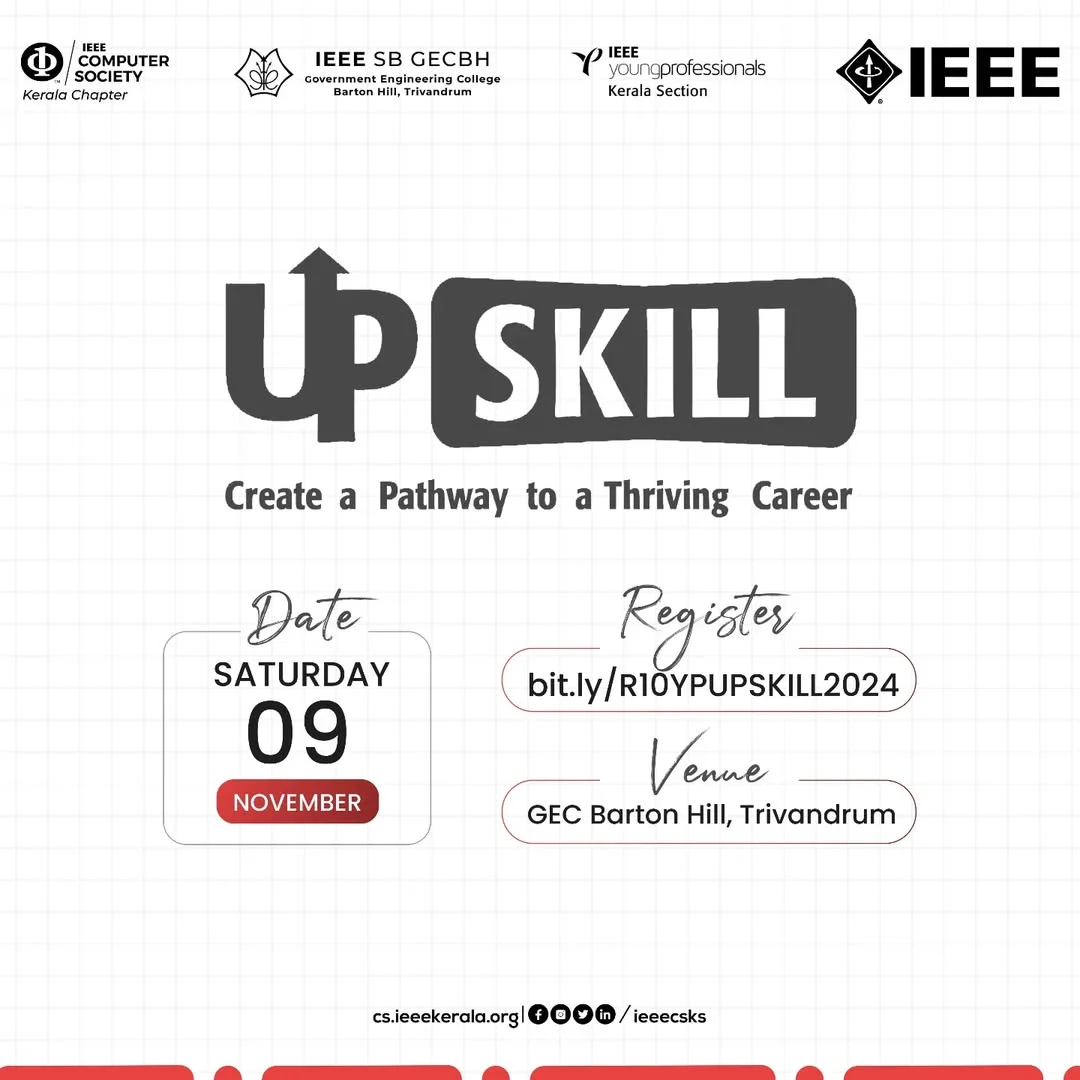 IEEE
COMPUTER
SOCIETY
Kerala Chapter
IEEE SB GECBH
Government Engineering College
Barton Hill, Trivandrum
IEEE
youngprofessionals
Kerala Section
IEEE
UP SKILL
Create a Pathway to a Thriving Career
Date
SATURDAY
09
NOVEMBER
Register
bit.ly/R10YPUPSKILL2024
Venue
GEC Barton Hill, Trivandrum
cs.ieeekerala.org| / ieeecsks